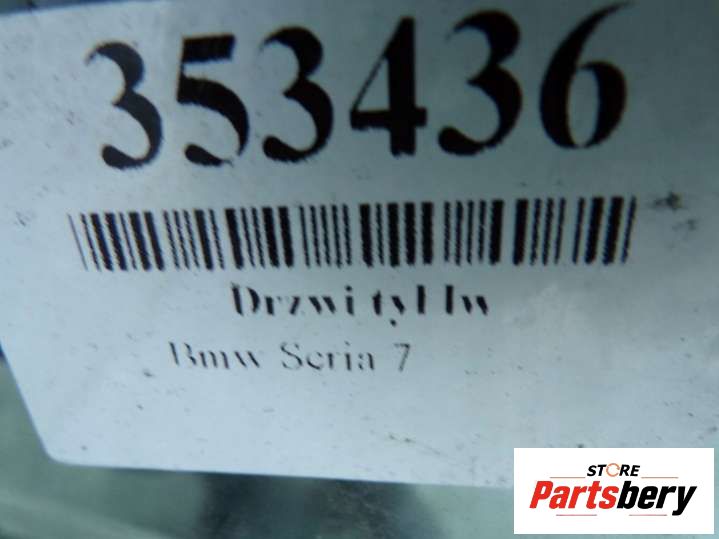 353436
Drzwi tył lw
Bmw Seria 7
STORE
Partsbery